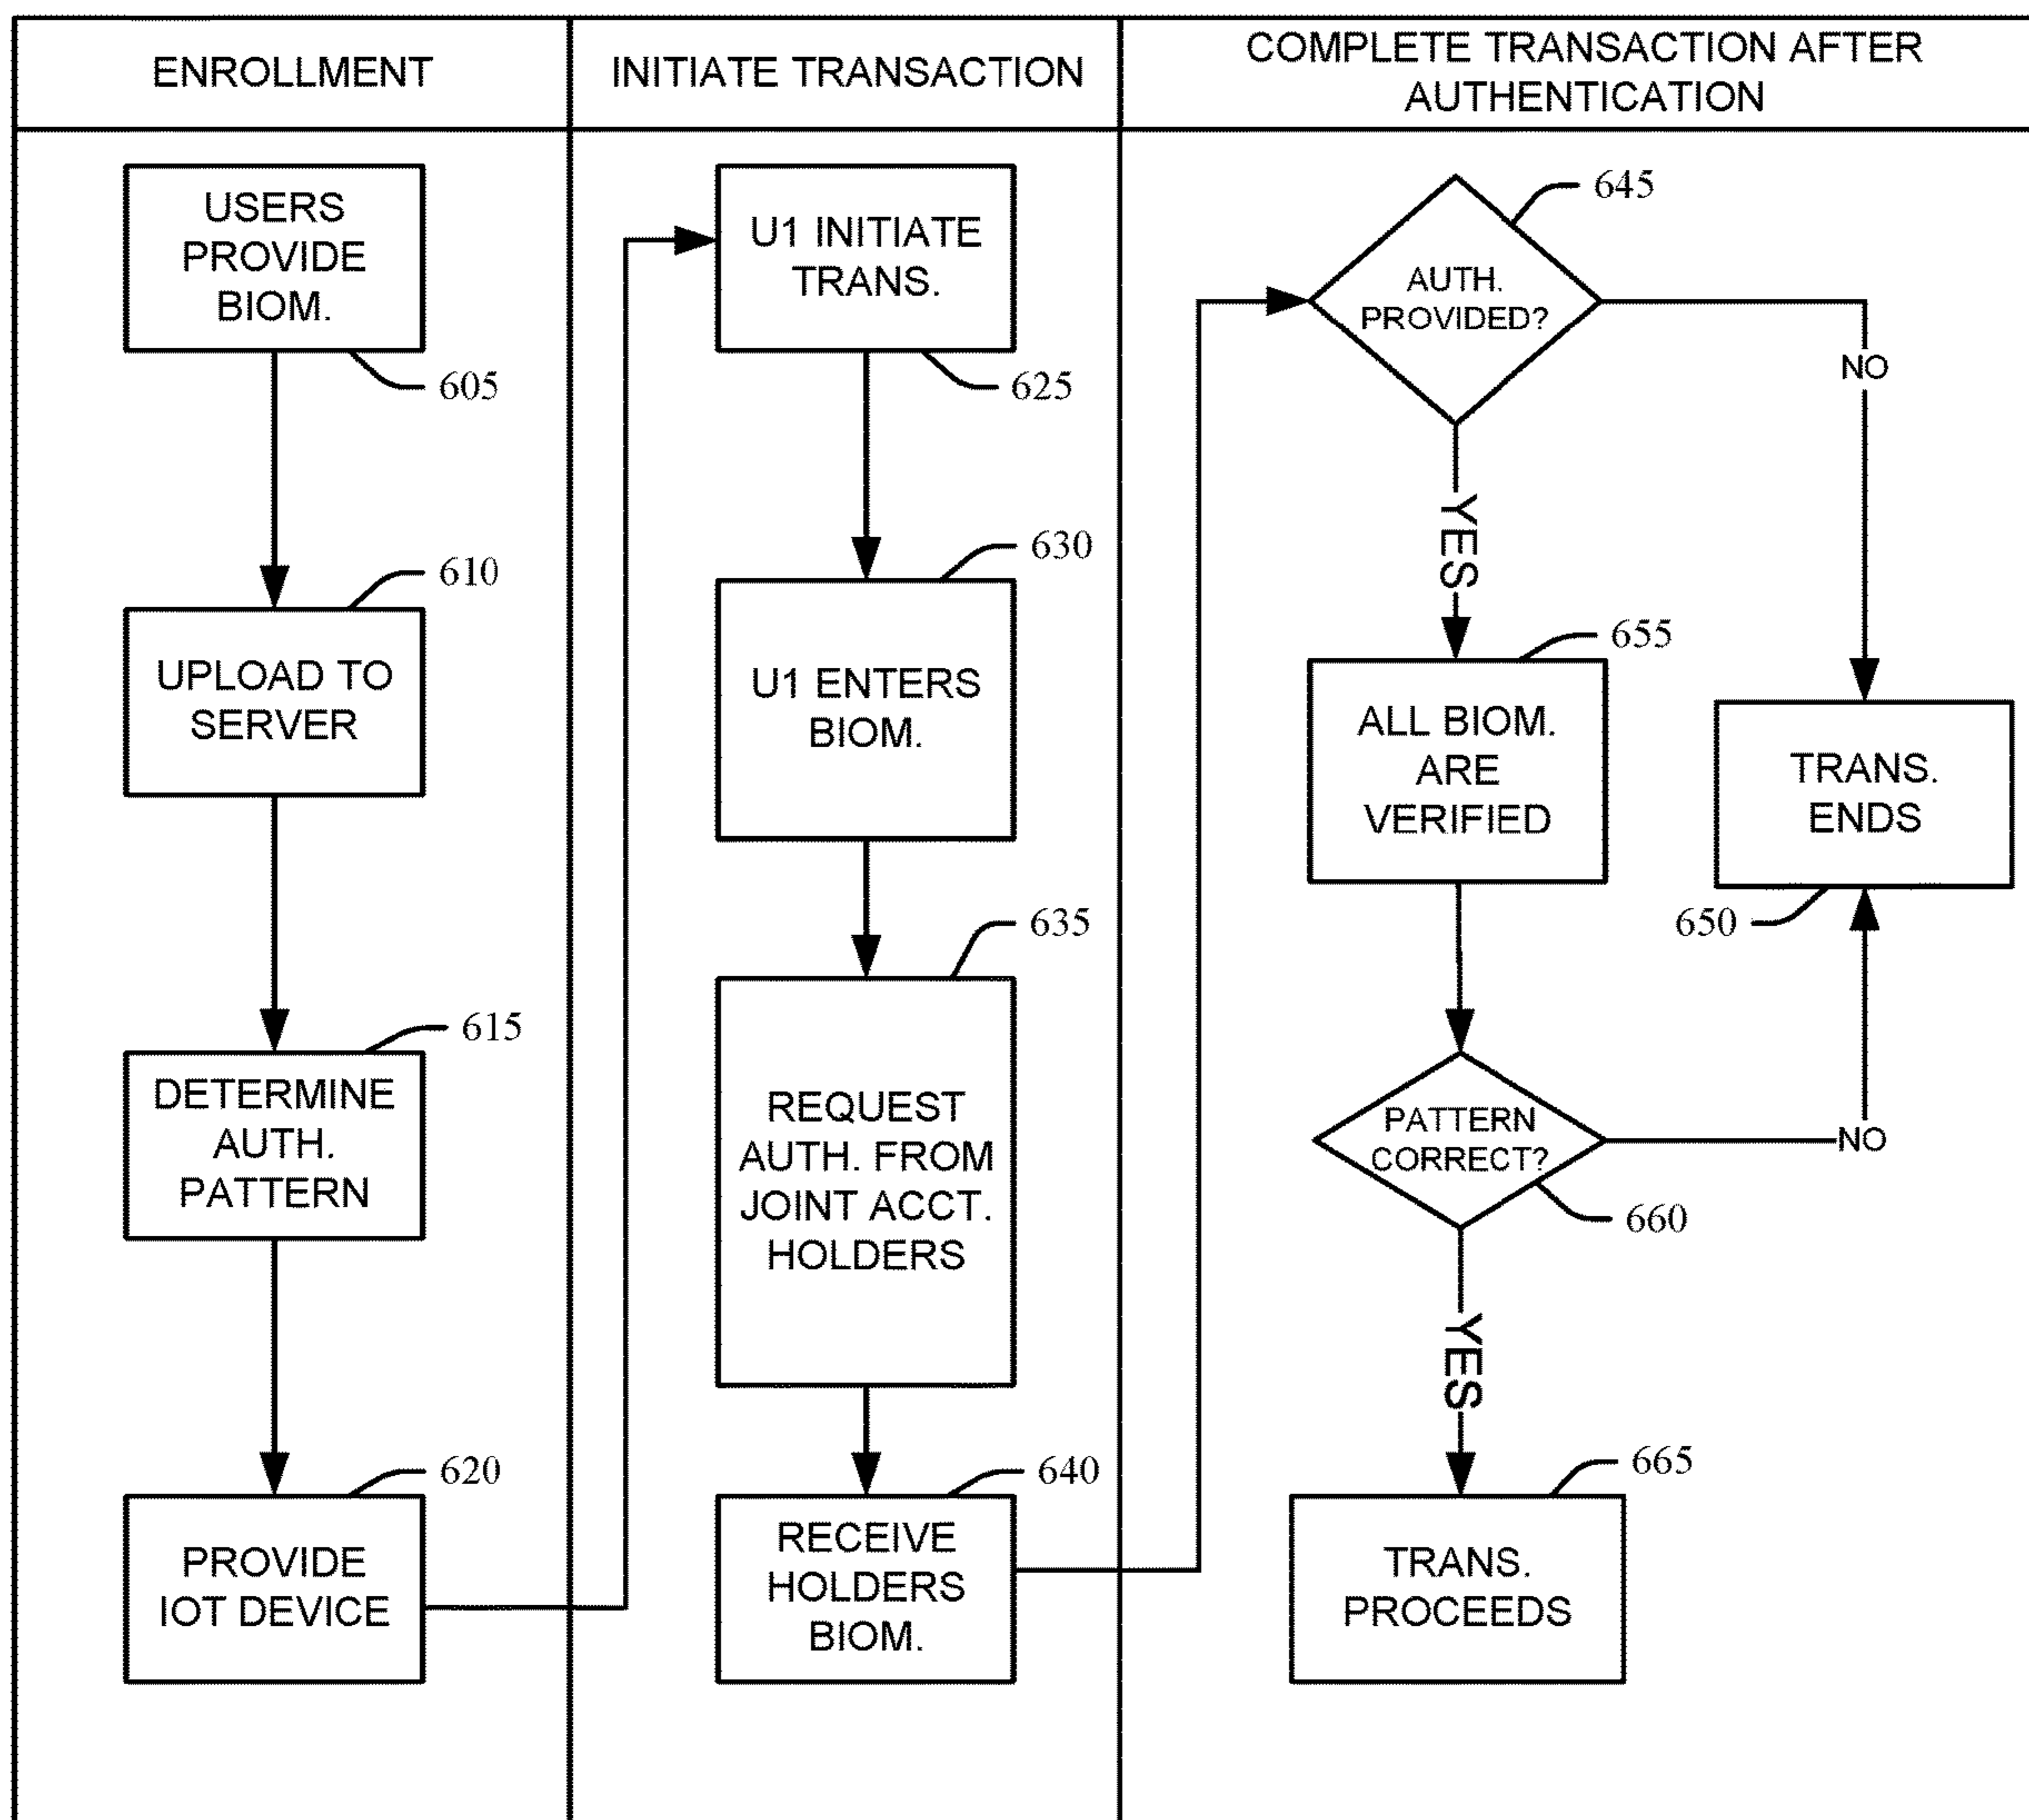 ENROLLMENT
USERS
PROVIDE
BIOM.
605
610
UPLOAD TO
SERVER
615
DETERMINE
AUTH.
PATTERN
620
PROVIDE
IOT DEVICE
INITIATE TRANSACTION
U1 INITIATE
TRANS.
625
630
U1 ENTERS
BIOM.
635
REQUEST
AUTH. FROM
JOINT ACCT.
HOLDERS
640
RECEIVE
HOLDERS
BIOM.
COMPLETE TRANSACTION AFTER
AUTHENTICATION
645
AUTH.
PROVIDED?
NO
YES
655
ALL BIOM.
ARE
VERIFIED
TRANS.
ENDS
650
PATTERN
CORRECT?
NO
660
YES
665
TRANS.
PROCEEDS